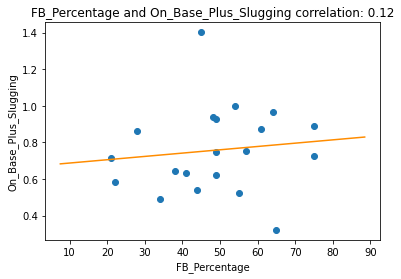 FB_Percentage and On_Base_Plus_Slugging correlation: 0.12
On_Base_Plus_Slugging
1.4
1.2
1.0
0.8
0.6
0.4
10 20 30 40 50 60 70 80 90
FB_Percentage